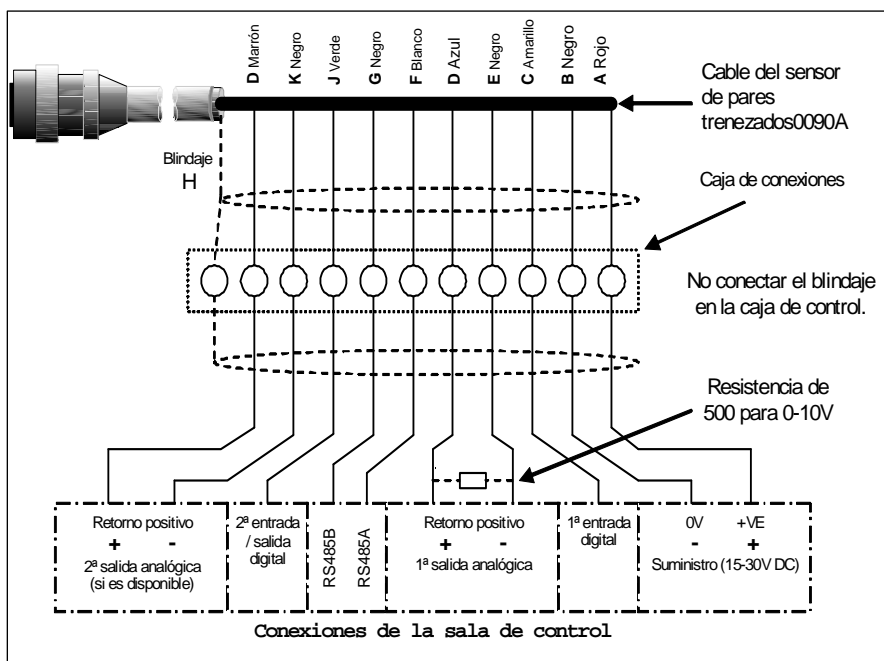 D Marrón
K Negro
J Verde
G Negro
F Blanco
D Azul
E Negro
C Amarillo
B Negro
A Rojo
Cable del sensor
de pares
trenezados0090A
Blindaje
H
Caja de conexiones
No conectar el blindaje
en la caja de control.
Resistencia de
500 para 0-10V
Retorno positivo
+ -
2ª salida analógica
(si es disponible)
2ª entrada
/ salida
digital
RS485B
RS485A
Retorno positivo
+ -
1ª salida analógica
1ª entrada
digital
0V +VE
- +
Suministro (15-30V DC)
Conexiones de la sala de control